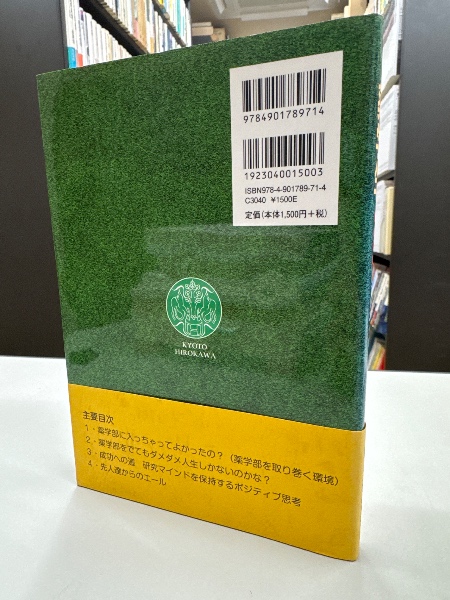 9784901789714
1923040015003
ISBN978-4-901789-71-4
C3040 ¥1500E
定価(本体1,500円+税)
KYOTO
HIROKAWA
主要目次
1・薬学部に入っちゃってよかったの？(薬学部を取り巻く環境)
2・薬学部をでてもダメダメ人生しかないのかな？
3・成功への道 研究マインドを保持するポジティブ思考
4・先人達からのエール